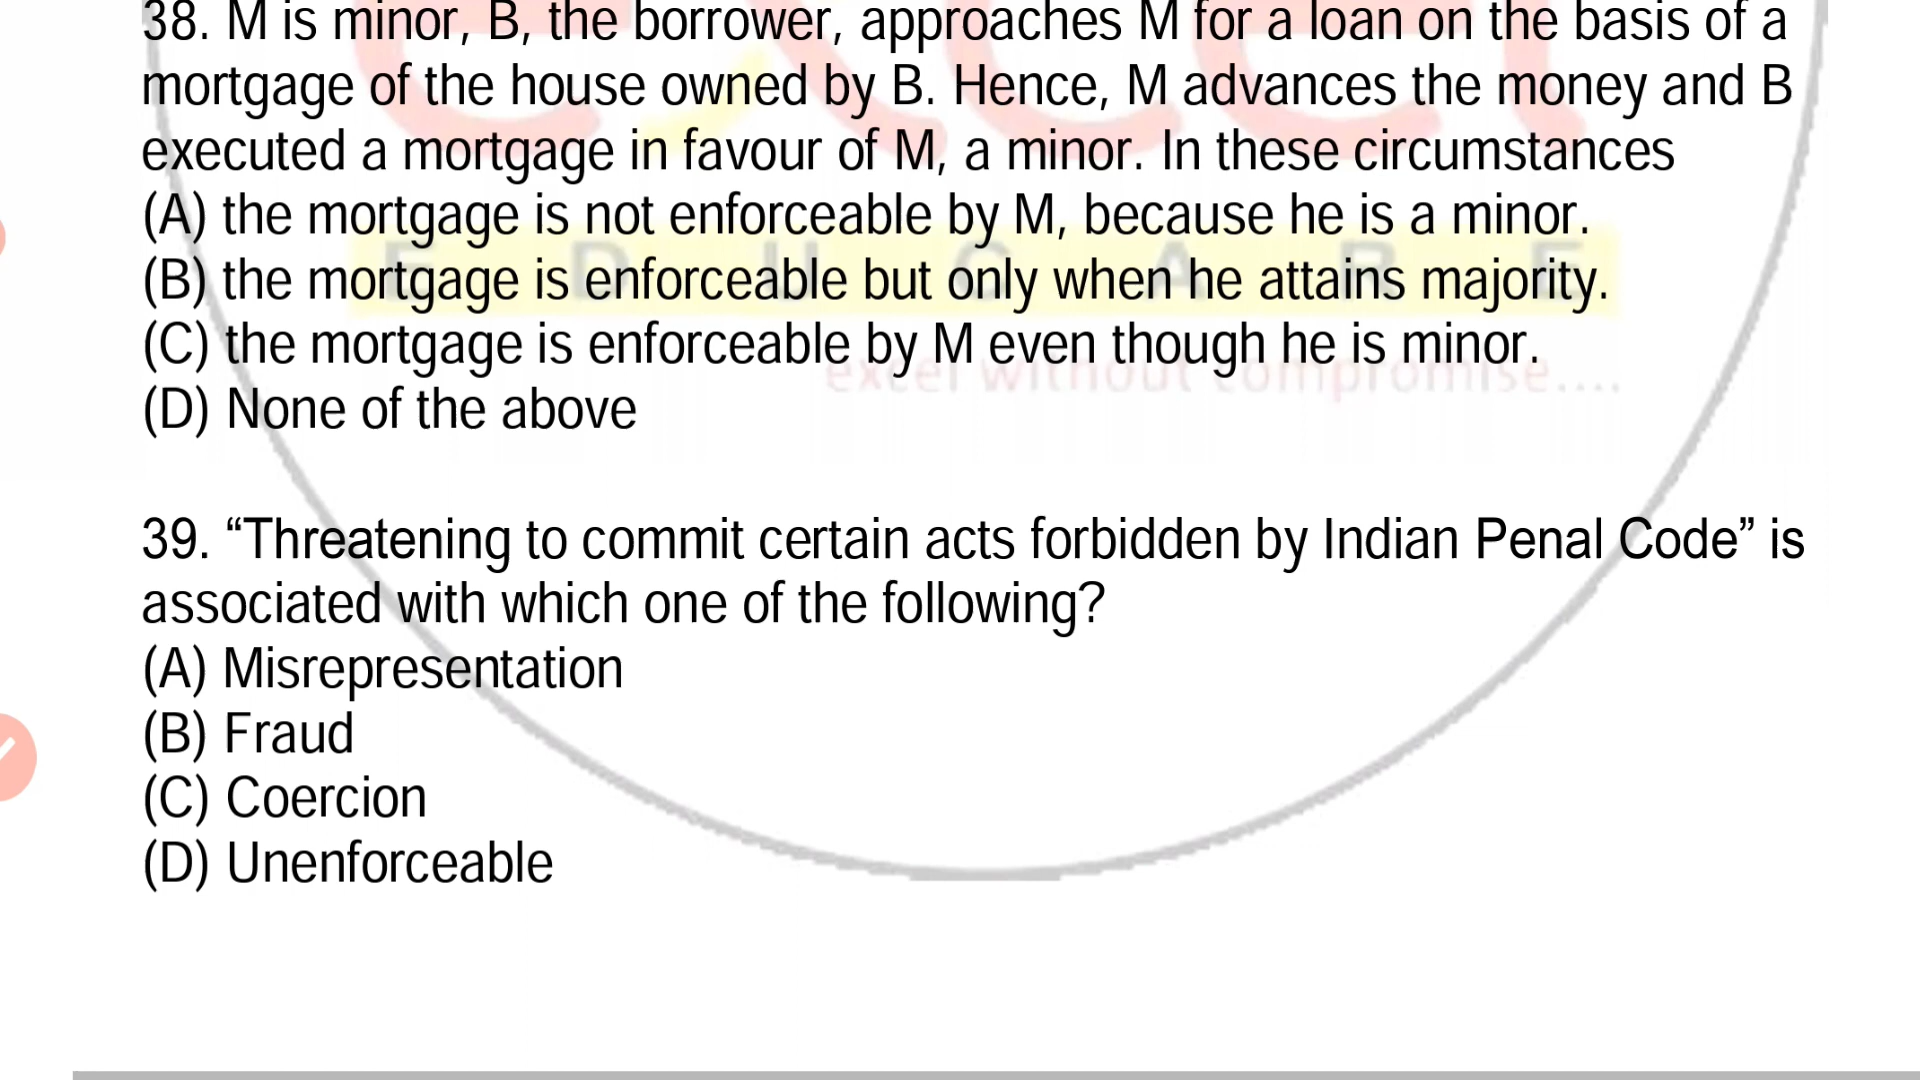 38. M is minor, B, the borrower, approaches M for a loan on the basis of a
mortgage of the house owned by B. Hence, M advances the money and B
executed a mortgage in favour of M, a minor. In these circumstances
(A) the mortgage is not enforceable by M, because he is a minor.
(B) the mortgage is enforceable but only when he attains majority.
(C) the mortgage is enforceable by M even though he is minor.
(D) None of the above
E D U C A R E
excel without compromise....
39. “Threatening to commit certain acts forbidden by Indian Penal Code” is
associated with which one of the following?
(A) Misrepresentation
(B) Fraud
(C) Coercion
(D) Unenforceable